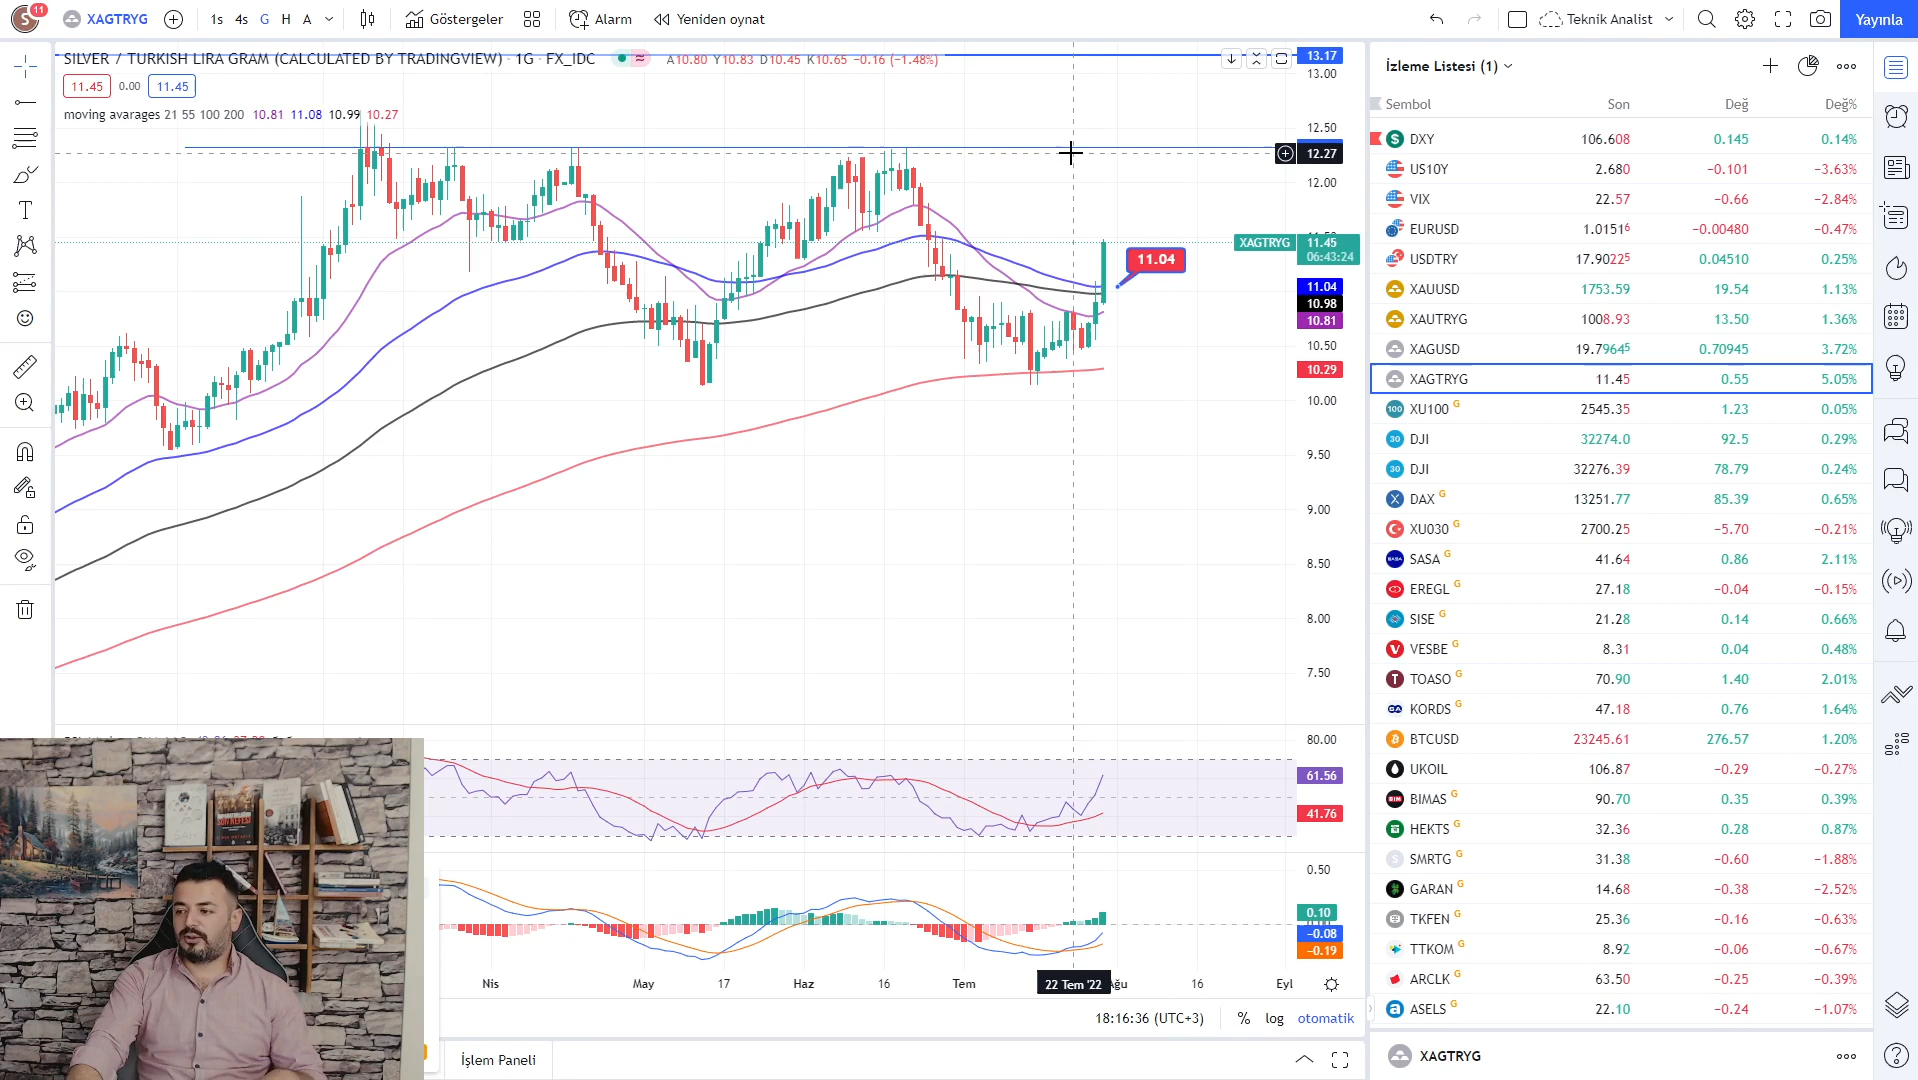 S 11 XAGTRYG 1s 4s G H A Göstergeler Alarm Yeniden oynat Teknik Analist Yayınla
SILVER / TURKISH LIRA GRAM (CALCULATED BY TRADINGVIEW) · 1G · FX_IDC A10.80 Y10.83 D10.45 K10.65 −0.16 (−1.48%)
11.45 0.00 11.45
moving avarages 21 55 100 200 10.81 11.08 10.99 10.27
13.17
13.00
12.50
12.27
12.00
XAGTRYG 11.45
06:43:24
11.04
11.04
10.98
10.81
10.50
10.29
10.00
9.50
9.00
8.50
8.00
7.50
80.00
61.56
41.76
0.50
0.10
−0.08
−0.19
Nis May 17 Haz 16 Tem 22 Tem '22 Ağu 16 Eyl
18:16:36 (UTC+3) % log otomatik
İşlem Paneli
İzleme Listesi (1)
Sembol Son Değ Değ%
DXY 106.608 0.145 0.14%
US10Y 2.680 −0.101 −3.63%
VIX 22.57 −0.66 −2.84%
EURUSD 1.01516 −0.00480 −0.47%
USDTRY 17.90225 0.04510 0.25%
XAUUSD 1753.59 19.54 1.13%
XAUTRYG 1008.93 13.50 1.36%
XAGUSD 19.79645 0.70945 3.72%
XAGTRYG 11.45 0.55 5.05%
100 XU100 G 2545.35 1.23 0.05%
30 DJI 32274.0 92.5 0.29%
30 DJI 32276.39 78.79 0.24%
DAX G 13251.77 85.39 0.65%
XU030 G 2700.25 −5.70 −0.21%
SASA G 41.64 0.86 2.11%
EREGL G 27.18 −0.04 −0.15%
SISE G 21.28 0.14 0.66%
VESBE G 8.31 0.04 0.48%
T TOASO G 70.90 1.40 2.01%
KORDS G 47.18 0.76 1.64%
BTCUSD 23245.61 276.57 1.20%
UKOIL 106.87 −0.29 −0.27%
BIM BIMAS G 90.70 0.35 0.39%
HEKTS G 32.36 0.28 0.87%
S SMRTG G 31.38 −0.60 −1.88%
GARAN G 14.68 −0.38 −2.52%
TKFEN G 25.36 −0.16 −0.63%
TTKOM G 8.92 −0.06 −0.67%
ARCLK G 63.50 −0.25 −0.39%
a ASELS G 22.10 −0.24 −1.07%
XAGTRYG